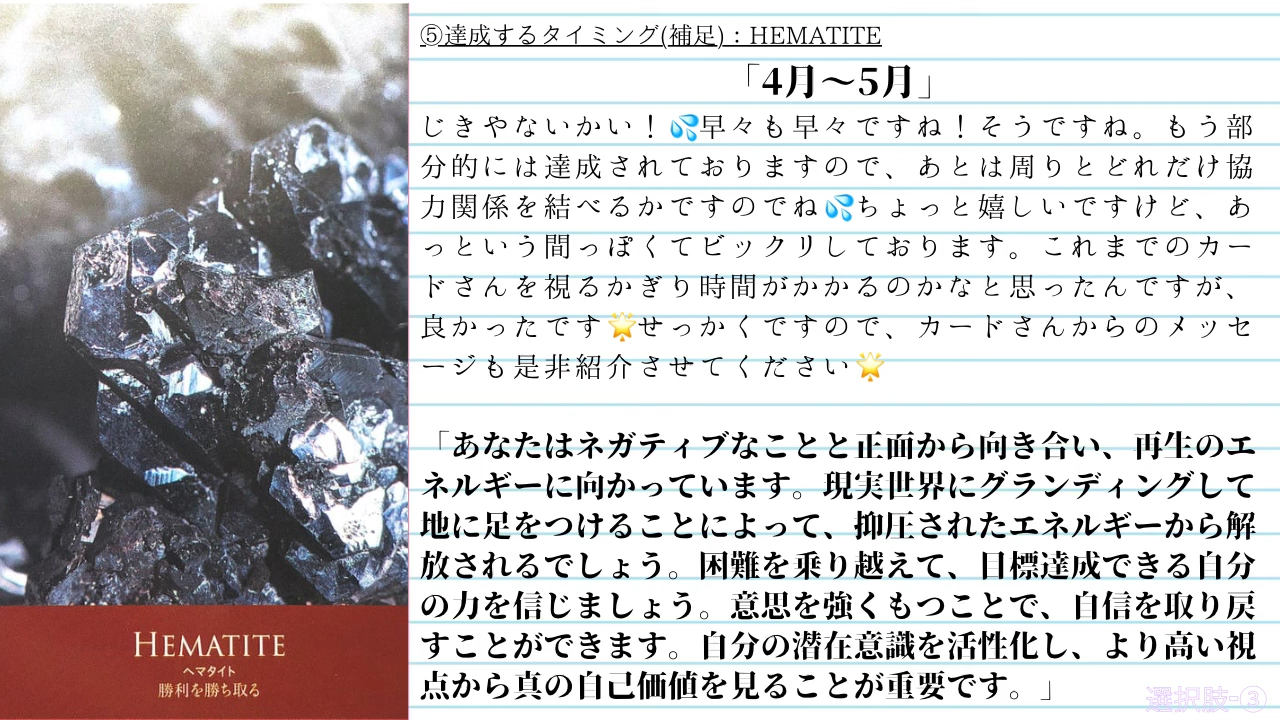 ⑤達成するタイミング(補足)：HEMATITE
「4月〜5月」
じきやないかい！💦早々も早々ですね！そうですね。もう部
分的には達成されておりますので、あとは周りとどれだけ協
力関係を結べるかですのでね💦ちょっと嬉しいですけど、あ
っという間っぽくてビックリしております。これまでのカー
ドさんを視るかぎり時間がかかるのかなと思ったんですが、
良かったです🌟せっかくですので、カードさんからのメッセ
ージも是非紹介させてください🌟
「あなたはネガティブなことと正面から向き合い、再生のエ
ネルギーに向かっています。現実世界にグランディングして
地に足をつけることによって、抑圧されたエネルギーから解
放されるでしょう。困難を乗り越えて、目標達成できる自分
の力を信じましょう。意思を強くもつことで、自信を取り戻
すことができます。自分の潜在意識を活性化し、より高い視
点から真の自己価値を見ることが重要です。」
HEMATITE
ヘマタイト
勝利を勝ち取る
選択肢-③